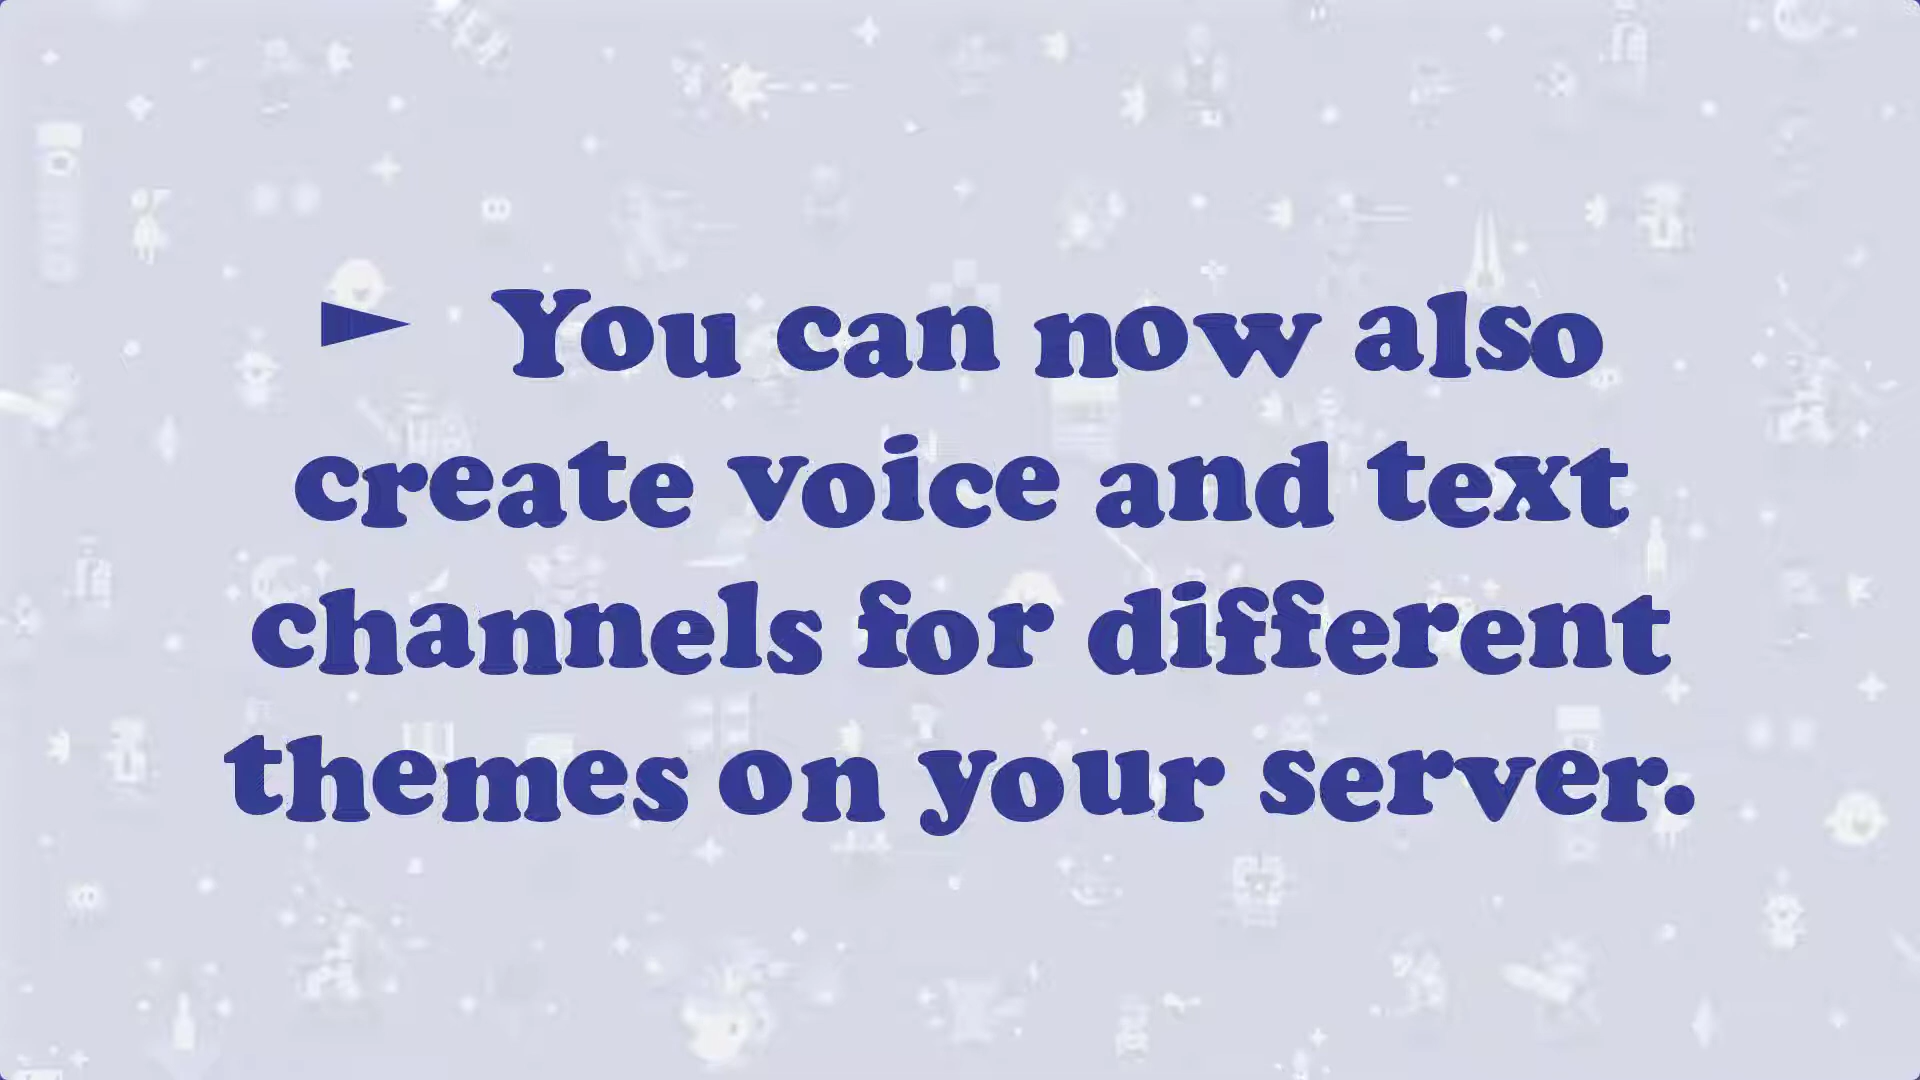 ► You can now also
create voice and text
channels for different
themes on your server.